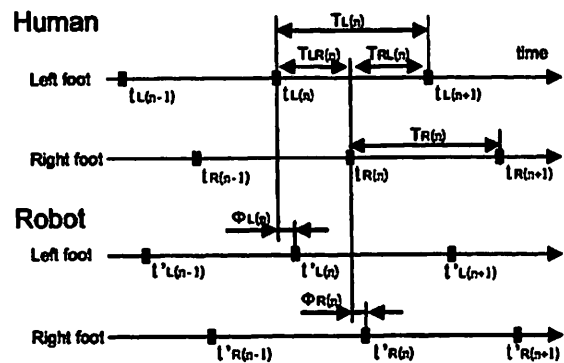 Human
TL(n)
TLR(n) TRL(n) time
Left foot
tL(n-1) tL(n) tL(n+1)
TR(n)
Right foot
tR(n-1) tR(n) tR(n+1)
Robot
ΦL(n)
Left foot
t'L(n-1) t'L(n) t'L(n+1)
ΦR(n)
Right foot
t'R(n-1) t'R(n) t'R(n+1)